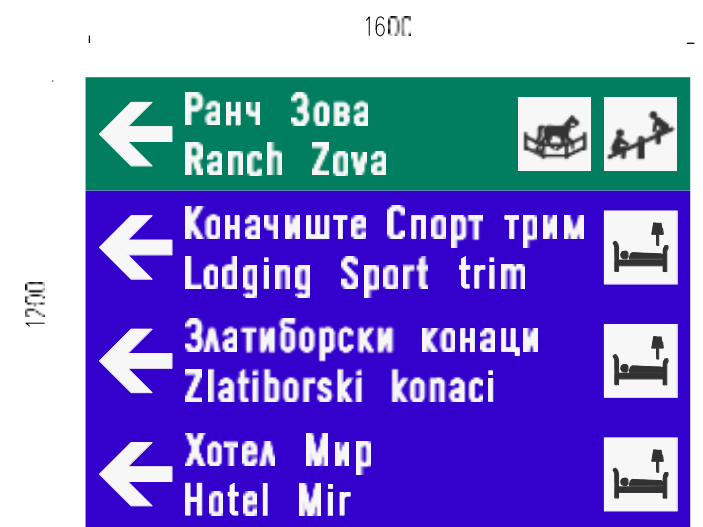 1600
Ранч Зова
Ranch Zova
Коначиште Спорт трим
Lodging Sport trim
1200
Златиборски конаци
Zlatiborski konaci
Хотел Мир
Hotel Mir